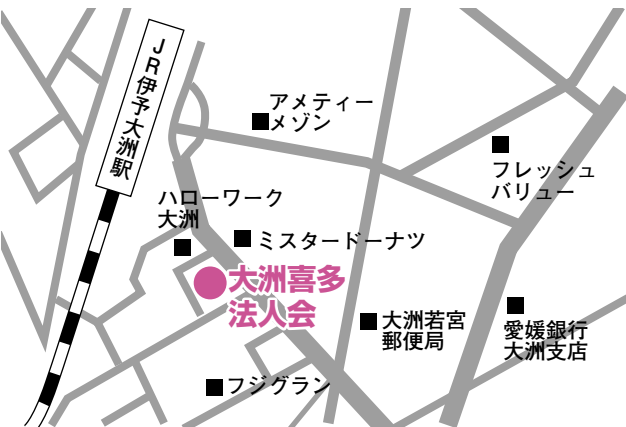 JR伊予大洲駅
アメティー
メゾン
フレッシュ
バリュー
ハローワーク
大洲
ミスタードーナツ
大洲喜多
法人会
大洲若宮
郵便局
愛媛銀行
大洲支店
フジグラン